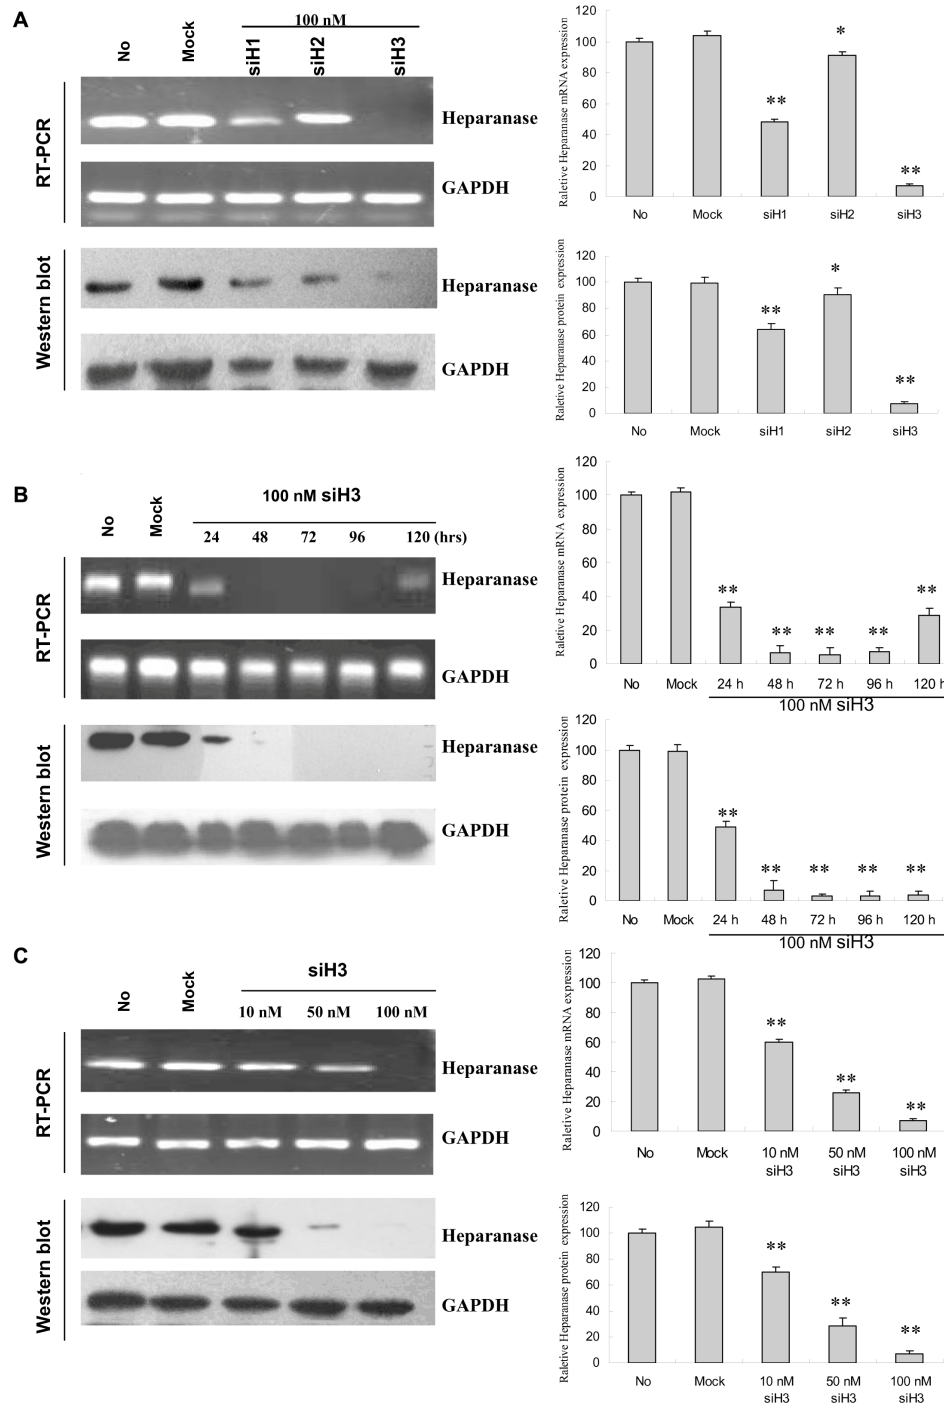 A
100 nM
No
Mock
siH1
siH2
siH3
RT-PCR
Heparanase
GAPDH
Western blot
Heparanase
GAPDH
Raletive Heparanase mRNA expression
120
100
80
60
40
20
0
**
*
**
No Mock siH1 siH2 siH3
Raletive Heparanase protein expression
120
100
80
60
40
20
0
**
*
**
No Mock siH1 siH2 siH3
B
100 nM siH3
No
Mock
24 48 72 96 120 (hrs)
RT-PCR
Heparanase
GAPDH
Western blot
Heparanase
GAPDH
Raletive Heparanase mRNA expression
120
100
80
60
40
20
0
** ** ** ** **
No Mock 24 h 48 h 72 h 96 h 120 h
100 nM siH3
Raletive Heparanase protein expression
120
100
80
60
40
20
0
** ** ** ** **
No Mock 24 h 48 h 72 h 96 h 120 h
100 nM siH3
C
siH3
No
Mock
10 nM 50 nM 100 nM
RT-PCR
Heparanase
GAPDH
Western blot
Heparanase
GAPDH
Raletive Heparanase mRNA expression
120
100
80
60
40
20
0
** ** **
No Mock 10 nM 50 nM 100 nM
siH3 siH3 siH3
Raletive Heparanase protein expression
120
100
80
60
40
20
0
** ** **
No Mock 10 nM 50 nM 100 nM
siH3 siH3 siH3